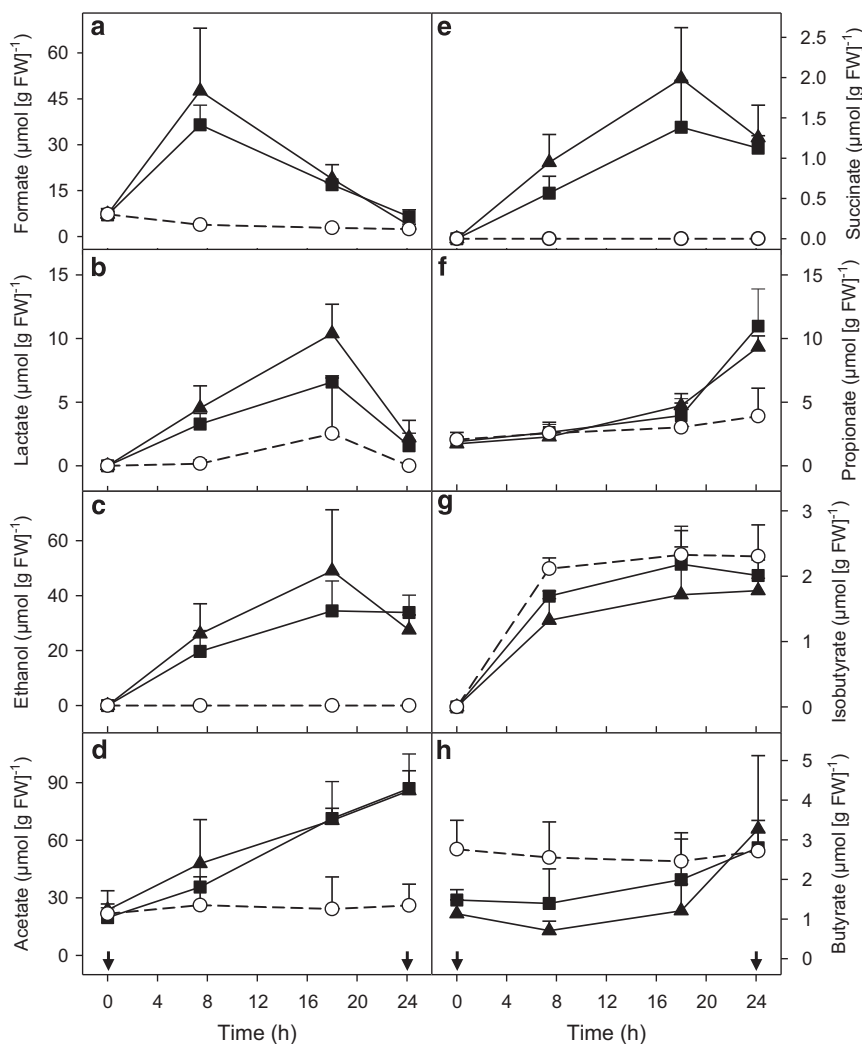 a
60
45
30
15
0
Formate (μmol [g FW]⁻¹)
e
2.5
2.0
1.5
1.0
0.5
0.0
Succinate (μmol [g FW]⁻¹)
b
15
10
5
0
Lactate (μmol [g FW]⁻¹)
f
15
10
5
0
Propionate (μmol [g FW]⁻¹)
c
60
40
20
0
Ethanol (μmol [g FW]⁻¹)
g
3
2
1
0
Isobutyrate (μmol [g FW]⁻¹)
d
90
60
30
0
Acetate (μmol [g FW]⁻¹)
h
5
4
3
2
1
0
Butyrate (μmol [g FW]⁻¹)
0 4 8 12 16 20 24
Time (h)
0 4 8 12 16 20 24
Time (h)